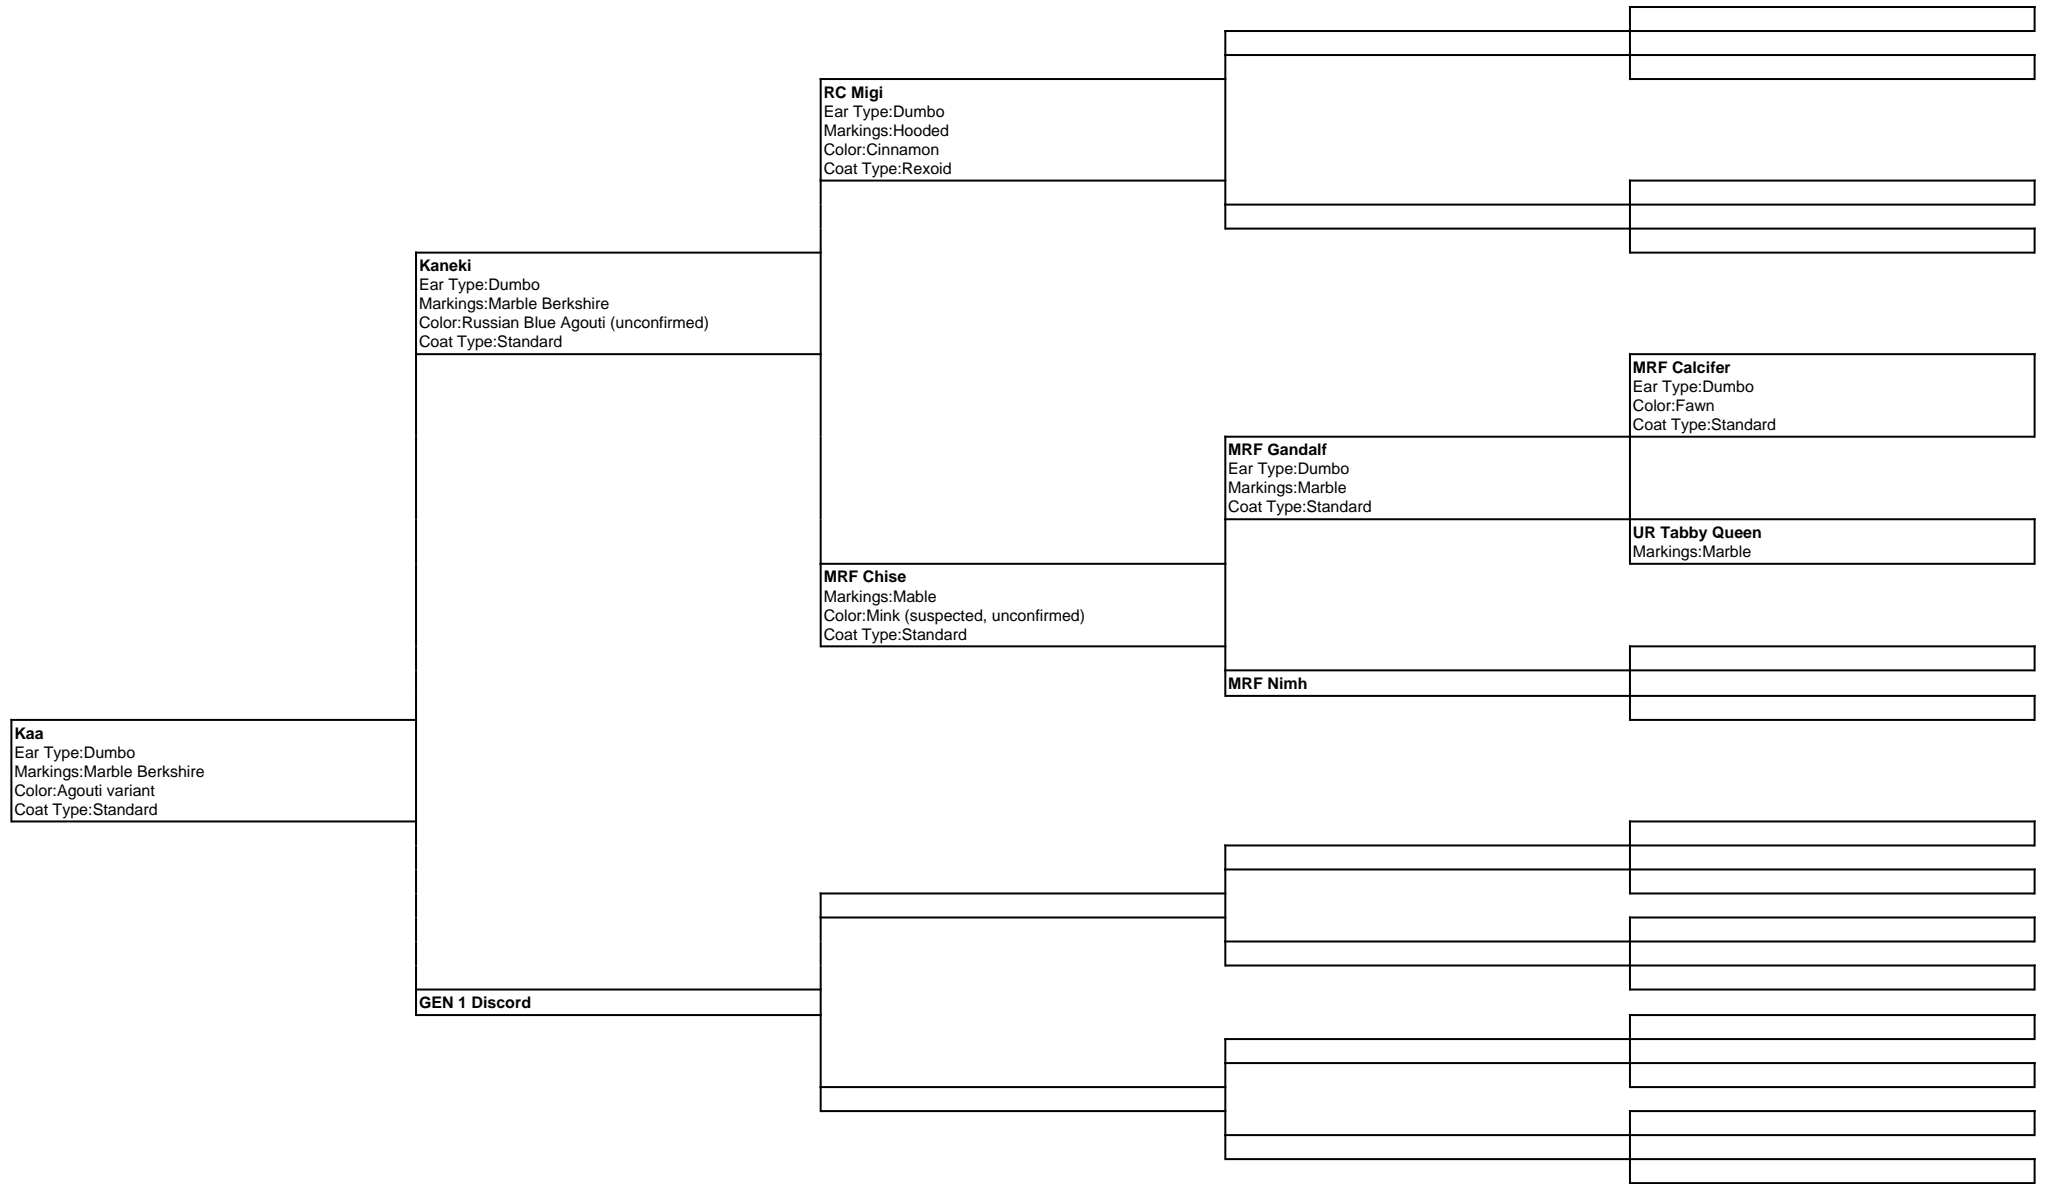 RC Migi
Ear Type:Dumbo
Markings:Hooded
Color:Cinnamon
Coat Type:Rexoid
Kaneki
Ear Type:Dumbo
Markings:Marble Berkshire
Color:Russian Blue Agouti (unconfirmed)
Coat Type:Standard
MRF Calcifer
Ear Type:Dumbo
Color:Fawn
Coat Type:Standard
MRF Gandalf
Ear Type:Dumbo
Markings:Marble
Coat Type:Standard
UR Tabby Queen
Markings:Marble
MRF Chise
Markings:Mable
Color:Mink (suspected, unconfirmed)
Coat Type:Standard
MRF Nimh
Kaa
Ear Type:Dumbo
Markings:Marble Berkshire
Color:Agouti variant
Coat Type:Standard
GEN 1 Discord